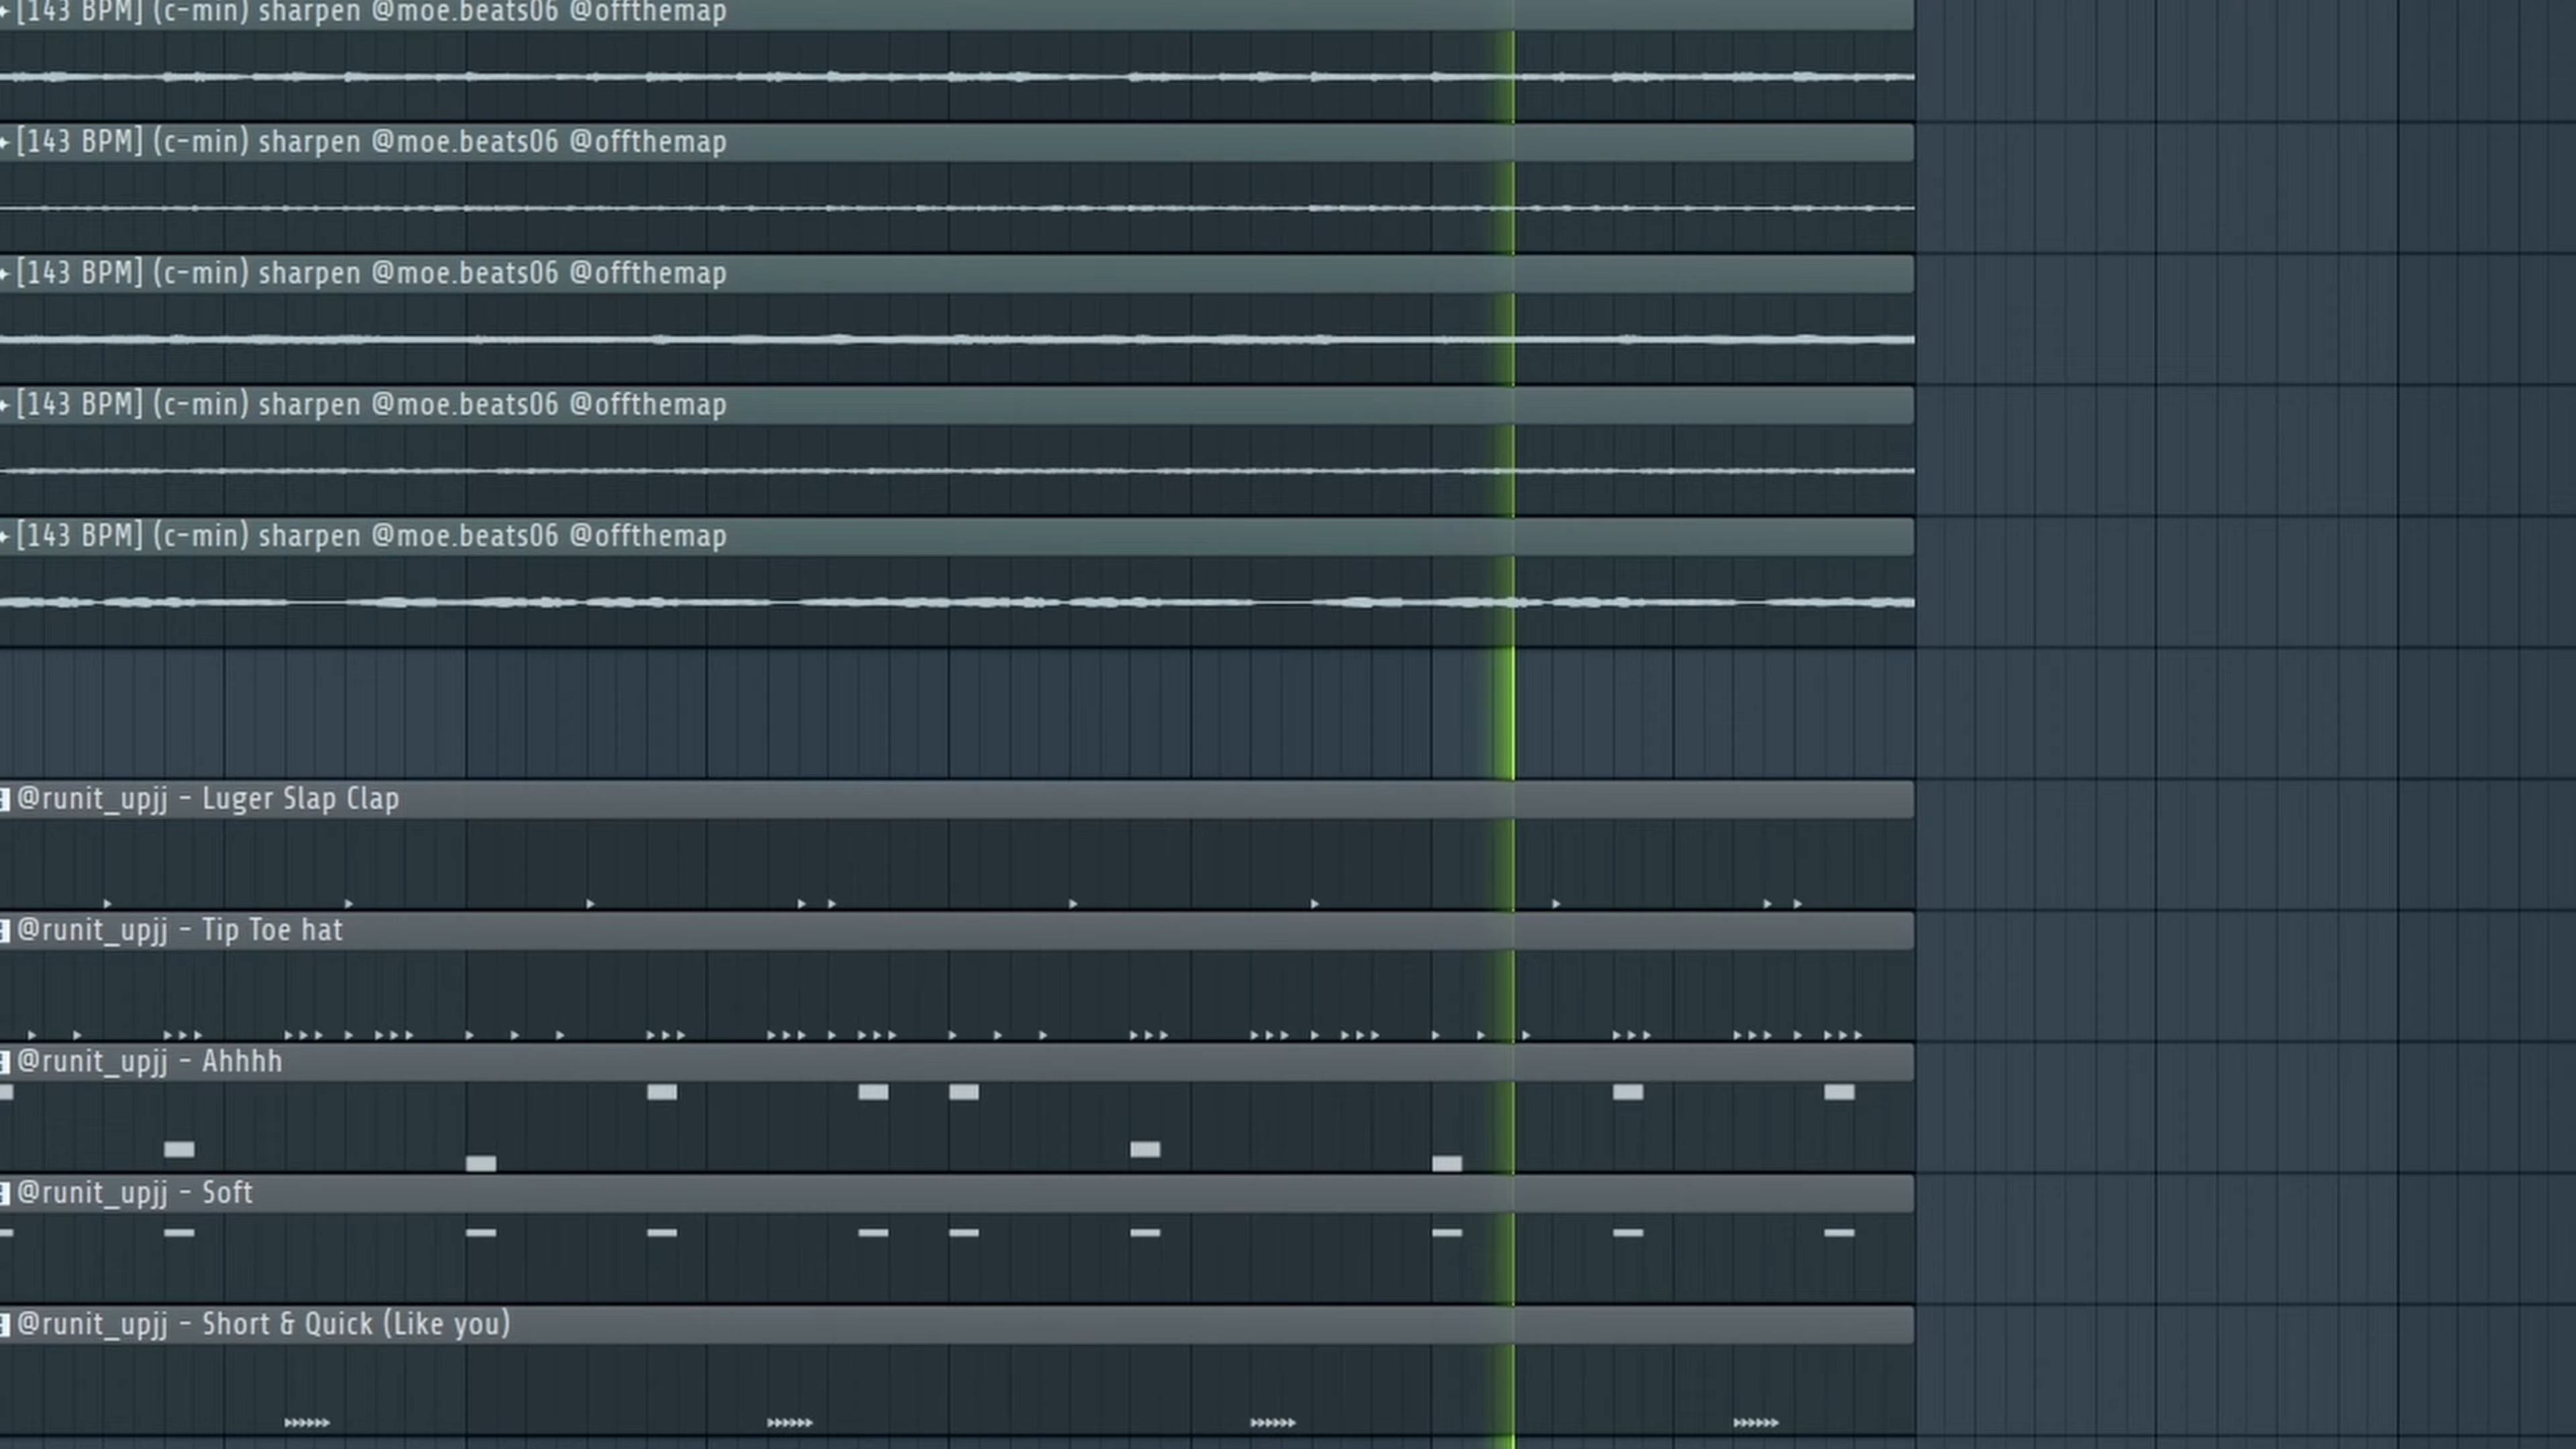 [143 BPM] (c-min) sharpen @moe.beats06 @offthemap
[143 BPM] (c-min) sharpen @moe.beats06 @offthemap
[143 BPM] (c-min) sharpen @moe.beats06 @offthemap
[143 BPM] (c-min) sharpen @moe.beats06 @offthemap
[143 BPM] (c-min) sharpen @moe.beats06 @offthemap
@runit_upjj - Luger Slap Clap
@runit_upjj - Tip Toe hat
@runit_upjj - Ahhhh
@runit_upjj - Soft
@runit_upjj - Short & Quick (Like you)